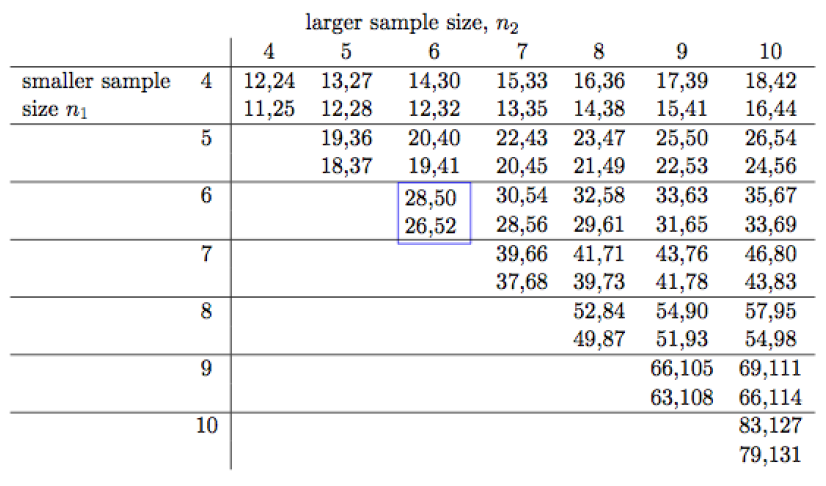 larger sample size, n₂
4 5 6 7 8 9 10
smaller sample 4 12,24 13,27 14,30 15,33 16,36 17,39 18,42
size n₁ 11,25 12,28 12,32 13,35 14,38 15,41 16,44
5 19,36 20,40 22,43 23,47 25,50 26,54
18,37 19,41 20,45 21,49 22,53 24,56
6 28,50 30,54 32,58 33,63 35,67
26,52 28,56 29,61 31,65 33,69
7 39,66 41,71 43,76 46,80
37,68 39,73 41,78 43,83
8 52,84 54,90 57,95
49,87 51,93 54,98
9 66,105 69,111
63,108 66,114
10 83,127
79,131